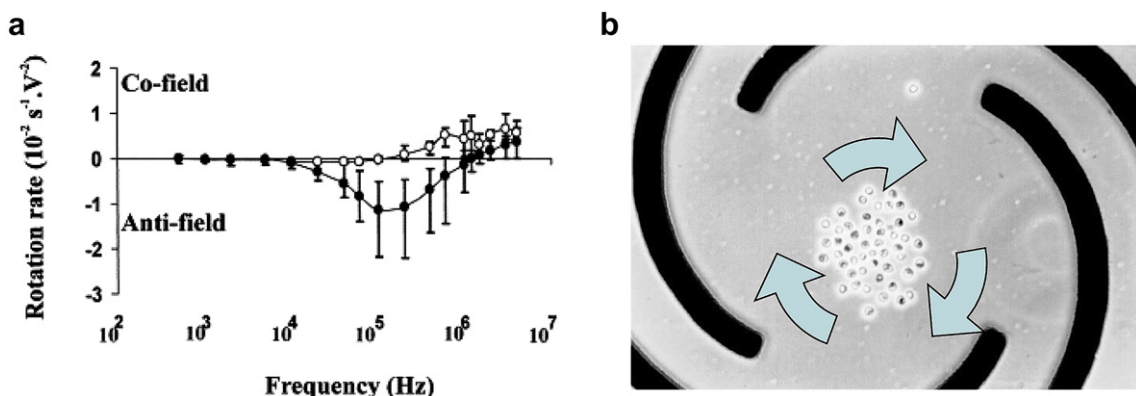 a
b
2
Co-field
1
0
-1
Anti-field
-2
-3
Rotation rate (10⁻² s⁻¹.V⁻²)
10² 10³ 10⁴ 10⁵ 10⁶ 10⁷
Frequency (Hz)